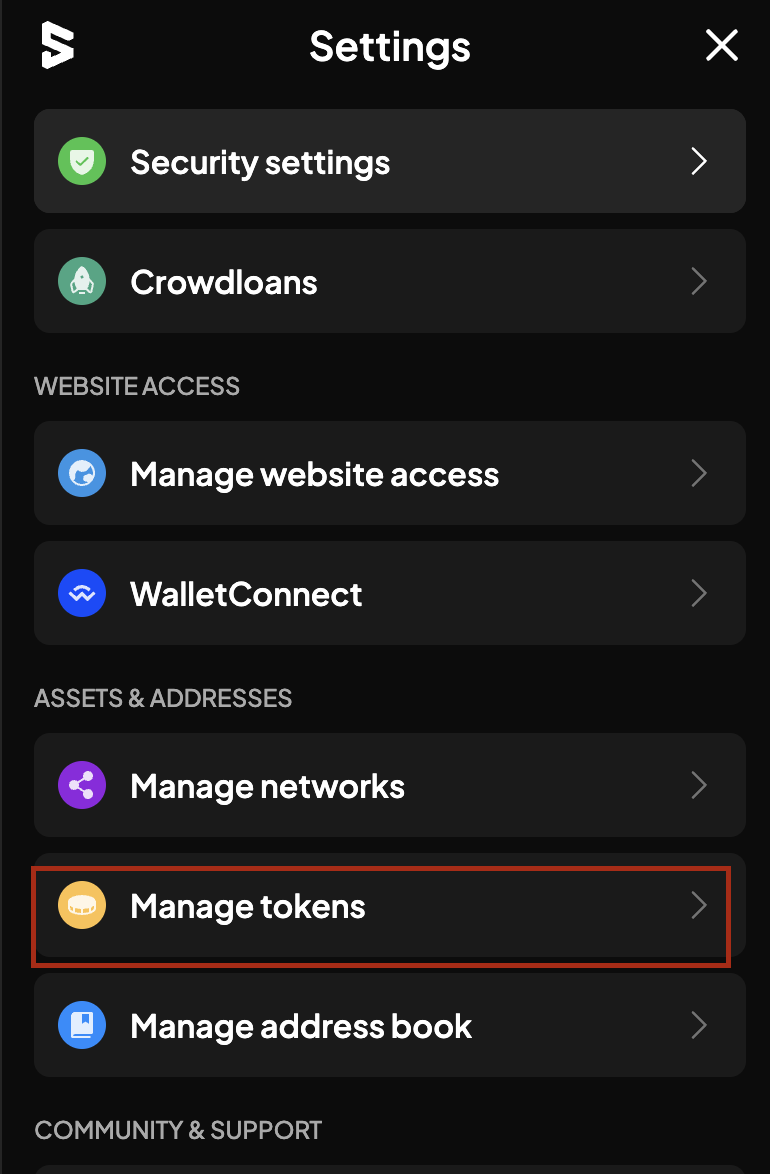 Settings
Security settings
Crowdloans
WEBSITE ACCESS
Manage website access
WalletConnect
ASSETS & ADDRESSES
Manage networks
Manage tokens
Manage address book
COMMUNITY & SUPPORT